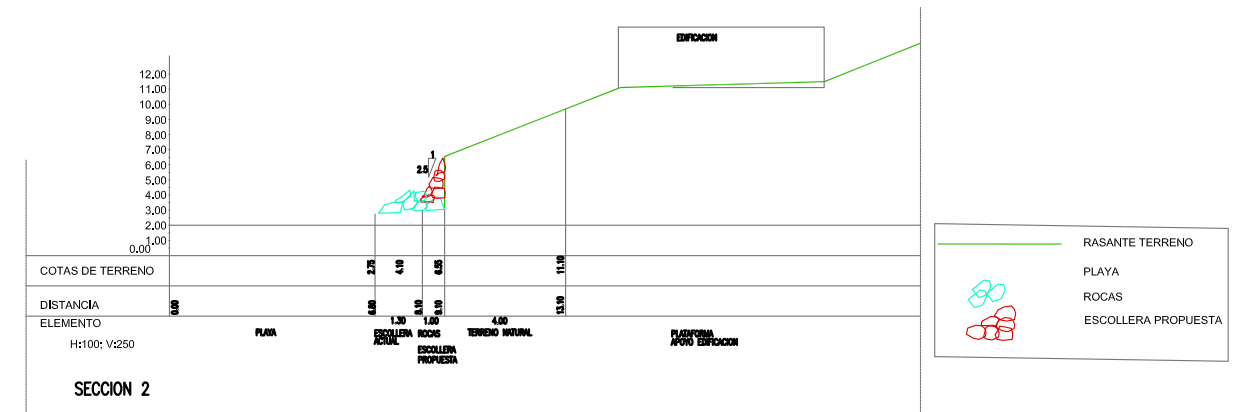 EDIFICACION
12.00
11.00
10.00
9.00
8.00
7.00
6.00
5.00
4.00
3.00
2.00
1.00
0.00
1
2.5
COTAS DE TERRENO
2.75
4.10
6.55
11.10
DISTANCIA
0.00
6.80
8.10
9.10
13.10
ELEMENTO
1.30
1.00
4.00
PLAYA
ESCOLLERA
ACTUAL
ROCAS
TERRENO NATURAL
PLATAFORMA
APOYO EDIFICACION
ESCOLLERA
PROPUESTA
H:100; V:250
SECCION 2
RASANTE TERRENO
PLAYA
ROCAS
ESCOLLERA PROPUESTA